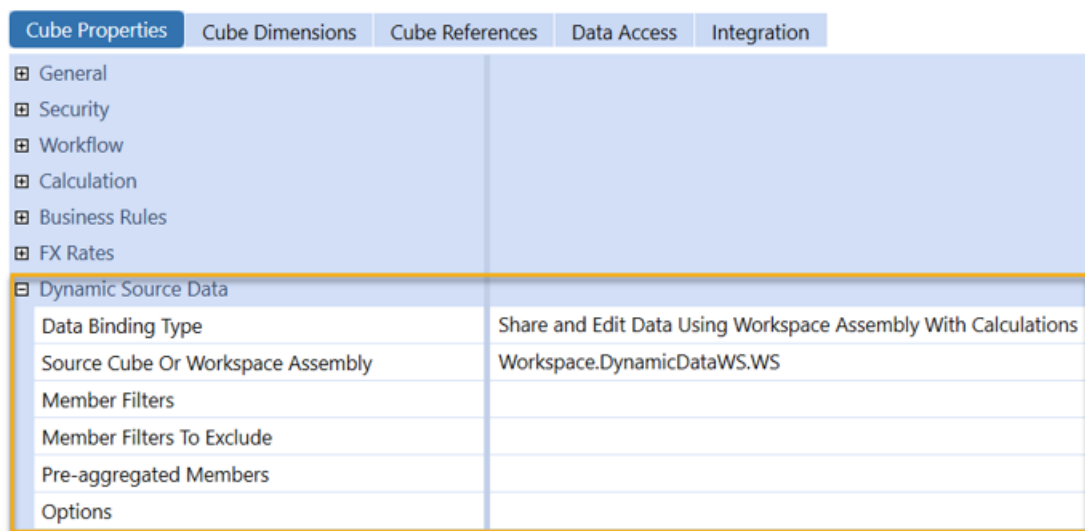 Cube Properties Cube Dimensions Cube References Data Access Integration
General
Security
Workflow
Calculation
Business Rules
FX Rates
Dynamic Source Data
Data Binding Type Share and Edit Data Using Workspace Assembly With Calculations
Source Cube Or Workspace Assembly Workspace.DynamicDataWS.WS
Member Filters
Member Filters To Exclude
Pre-aggregated Members
Options